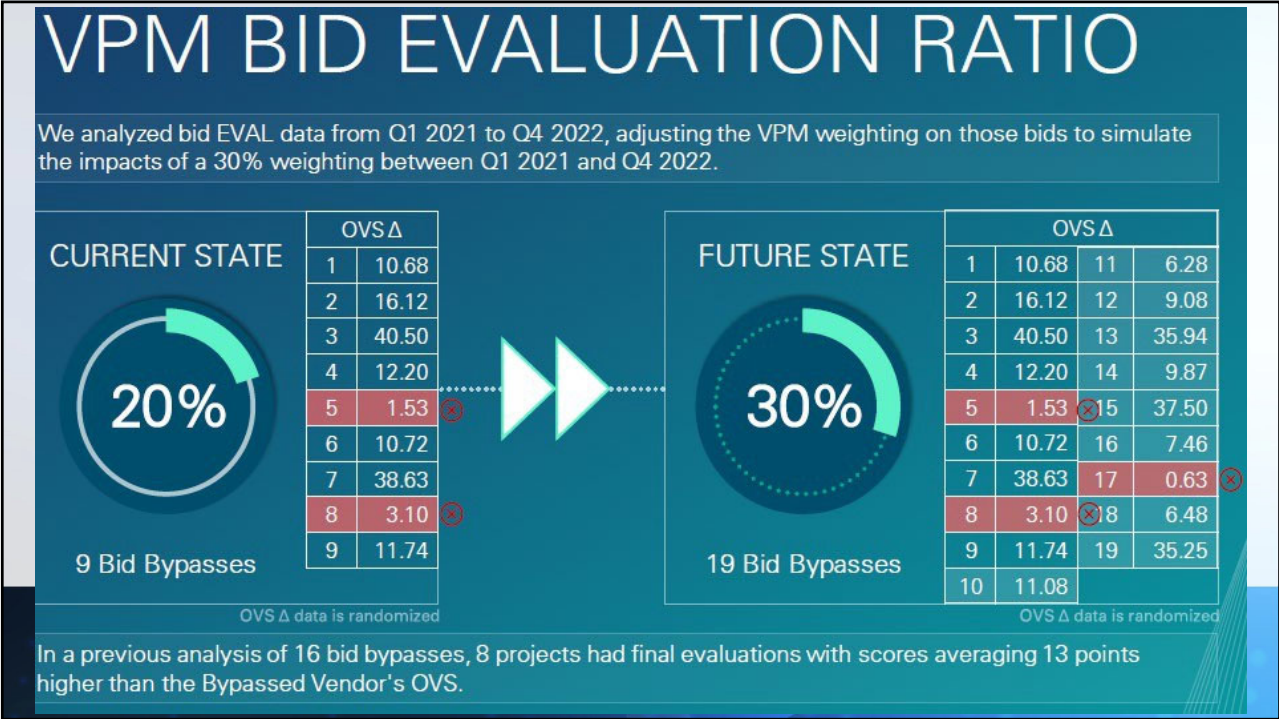 VPM BID EVALUATION RATIO
We analyzed bid EVAL data from Q1 2021 to Q4 2022, adjusting the VPM weighting on those bids to simulate
the impacts of a 30% weighting between Q1 2021 and Q4 2022.
CURRENT STATE
20%
9 Bid Bypasses
OVS Δ
1 10.68
2 16.12
3 40.50
4 12.20
5 1.53
6 10.72
7 38.63
8 3.10
9 11.74
OVS Δ data is randomized
FUTURE STATE
30%
19 Bid Bypasses
OVS Δ
1 10.68 11 6.28
2 16.12 12 9.08
3 40.50 13 35.94
4 12.20 14 9.87
5 1.53 15 37.50
6 10.72 16 7.46
7 38.63 17 0.63
8 3.10 18 6.48
9 11.74 19 35.25
10 11.08
OVS Δ data is randomized
In a previous analysis of 16 bid bypasses, 8 projects had final evaluations with scores averaging 13 points
higher than the Bypassed Vendor's OVS.